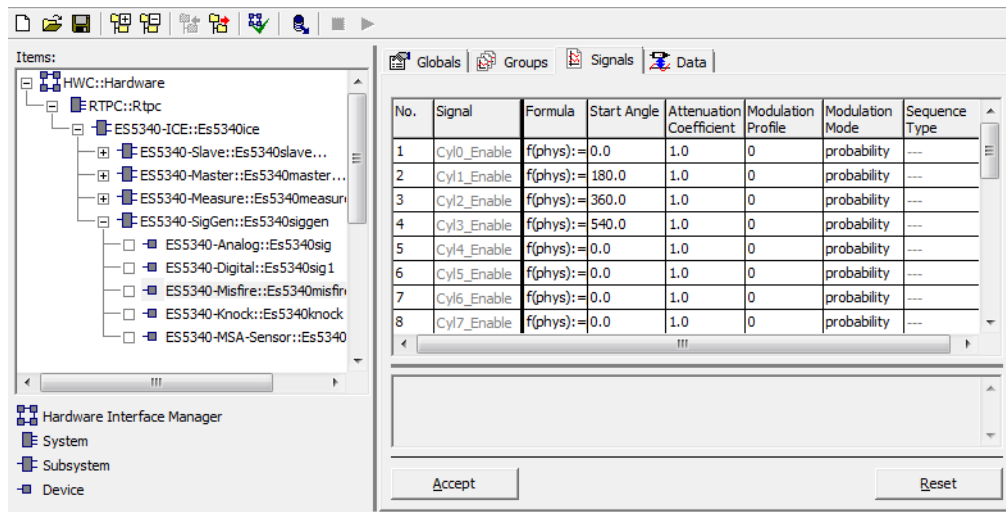 Items:
HWC::Hardware
RTPC::Rtpc
ES5340-ICE::Es5340ice
ES5340-Slave::Es5340slave...
ES5340-Master::Es5340master...
ES5340-Measure::Es5340measur
ES5340-SigGen::Es5340siggen
ES5340-Analog::Es5340sig
ES5340-Digital::Es5340sig1
ES5340-Misfire::Es5340misfir
ES5340-Knock::Es5340knock
ES5340-MSA-Sensor::Es5340
Hardware Interface Manager
System
Subsystem
Device
Globals Groups Signals Data
No. Signal Formula Start Angle Attenuation Coefficient Modulation Profile Modulation Mode Sequence Type
1 Cyl0_Enable f(phys):= 0.0 1.0 0 probability ---
2 Cyl1_Enable f(phys):= 180.0 1.0 0 probability ---
3 Cyl2_Enable f(phys):= 360.0 1.0 0 probability ---
4 Cyl3_Enable f(phys):= 540.0 1.0 0 probability ---
5 Cyl4_Enable f(phys):= 0.0 1.0 0 probability ---
6 Cyl5_Enable f(phys):= 0.0 1.0 0 probability ---
7 Cyl6_Enable f(phys):= 0.0 1.0 0 probability ---
8 Cyl7_Enable f(phys):= 0.0 1.0 0 probability ---
Accept Reset